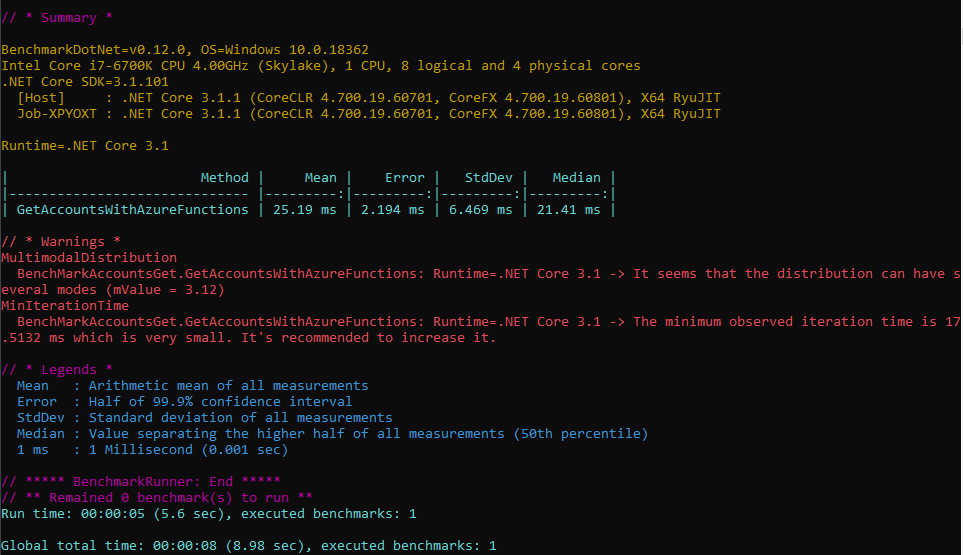 // * Summary *
BenchmarkDotNet=v0.12.0, OS=Windows 10.0.18362
Intel Core i7-6700K CPU 4.00GHz (Skylake), 1 CPU, 8 logical and 4 physical cores
.NET Core SDK=3.1.101
  [Host]     : .NET Core 3.1.1 (CoreCLR 4.700.19.60701, CoreFX 4.700.19.60801), X64 RyuJIT
  Job-XPYOXT : .NET Core 3.1.1 (CoreCLR 4.700.19.60701, CoreFX 4.700.19.60801), X64 RyuJIT
Runtime=.NET Core 3.1
|                        Method |     Mean |    Error |   StdDev |   Median |
|------------------------------ |---------:|---------:|---------:|---------:|
| GetAccountsWithAzureFunctions | 25.19 ms | 2.194 ms | 6.469 ms | 21.41 ms |
// * Warnings *
MultimodalDistribution
  BenchMarkAccountsGet.GetAccountsWithAzureFunctions: Runtime=.NET Core 3.1 -> It seems that the distribution can have s
everal modes (mValue = 3.12)
MinIterationTime
  BenchMarkAccountsGet.GetAccountsWithAzureFunctions: Runtime=.NET Core 3.1 -> The minimum observed iteration time is 17
.5132 ms which is very small. It's recommended to increase it.
// * Legends *
  Mean   : Arithmetic mean of all measurements
  Error  : Half of 99.9% confidence interval
  StdDev : Standard deviation of all measurements
  Median : Value separating the higher half of all measurements (50th percentile)
  1 ms   : 1 Millisecond (0.001 sec)
// ***** BenchmarkRunner: End *****
// ** Remained 0 benchmark(s) to run **
Run time: 00:00:05 (5.6 sec), executed benchmarks: 1
Global total time: 00:00:08 (8.98 sec), executed benchmarks: 1